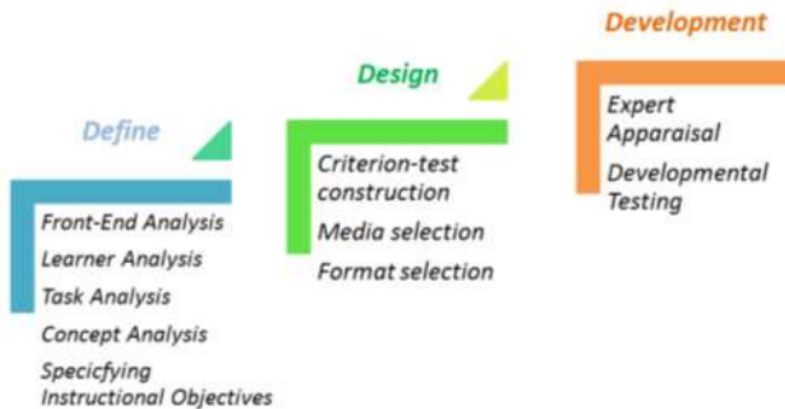 Define
Front-End Analysis
Learner Analysis
Task Analysis
Concept Analysis
Specicfying
Instructional Objectives
Design
Criterion-test
construction
Media selection
Format selection
Development
Expert
Apparaisal
Developmental
Testing